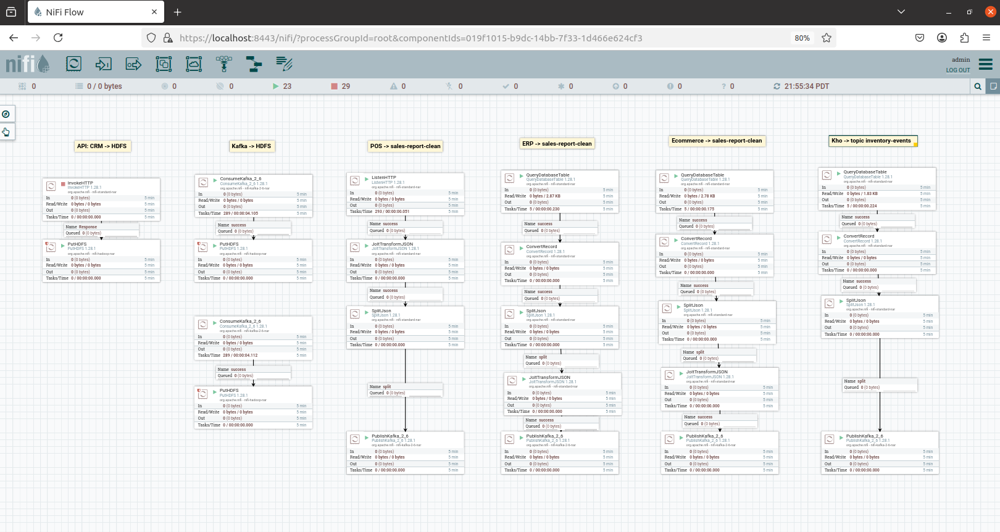 NiFi Flow
https://localhost:8443/nifi/?processGroupId=root&componentIds=019f1015-b9dc-14bb-7f33-1d466e624cf3
80%
nifi
admin
LOG OUT
0
0 / 0 bytes
0
0
23
29
0
0
0
0
0
0
? 0
21:55:34 PDT
API: CRM -> HDFS
InvokeHTTP
InvokeHTTP 1.28.1
org.apache.nifi - nifi-standard-nar
In 0 (0 bytes) 5 min
Read/Write 0 bytes / 0 bytes 5 min
Out 0 (0 bytes) 5 min
Tasks/Time 0 / 00:00:00.000 5 min
Name Response
Queued 0 (0 bytes)
PutHDFS
PutHDFS 1.28.1
org.apache.nifi - nifi-hadoop-nar
In 0 (0 bytes) 5 min
Read/Write 0 bytes / 0 bytes 5 min
Out 0 (0 bytes) 5 min
Tasks/Time 0 / 00:00:00.000 5 min
Kafka -> HDFS
ConsumeKafka_2_6
ConsumeKafka_2_6 1.28.1
org.apache.nifi - nifi-kafka-2-6-nar
In 0 (0 bytes) 5 min
Read/Write 0 bytes / 0 bytes 5 min
Out 0 (0 bytes) 5 min
Tasks/Time 289 / 00:00:04.105 5 min
Name success
Queued 0 (0 bytes)
PutHDFS
PutHDFS 1.28.1
org.apache.nifi - nifi-hadoop-nar
In 0 (0 bytes) 5 min
Read/Write 0 bytes / 0 bytes 5 min
Out 0 (0 bytes) 5 min
Tasks/Time 0 / 00:00:00.000 5 min
ConsumeKafka_2_6
ConsumeKafka_2_6 1.28.1
org.apache.nifi - nifi-kafka-2-6-nar
In 0 (0 bytes) 5 min
Read/Write 0 bytes / 0 bytes 5 min
Out 0 (0 bytes) 5 min
Tasks/Time 289 / 00:00:04.112 5 min
Name success
Queued 0 (0 bytes)
PutHDFS
PutHDFS 1.28.1
org.apache.nifi - nifi-hadoop-nar
In 0 (0 bytes) 5 min
Read/Write 0 bytes / 0 bytes 5 min
Out 0 (0 bytes) 5 min
Tasks/Time 0 / 00:00:00.000 5 min
POS -> sales-report-clean
ListenHTTP
ListenHTTP 1.28.1
org.apache.nifi - nifi-standard-nar
In 0 (0 bytes) 5 min
Read/Write 0 bytes / 0 bytes 5 min
Out 0 (0 bytes) 5 min
Tasks/Time 293 / 00:00:00.051 5 min
Name success
Queued 0 (0 bytes)
JoltTransformJSON
JoltTransformJSON 1.28.1
org.apache.nifi - nifi-standard-nar
In 0 (0 bytes) 5 min
Read/Write 0 bytes / 0 bytes 5 min
Out 0 (0 bytes) 5 min
Tasks/Time 0 / 00:00:00.000 5 min
Name success
Queued 0 (0 bytes)
SplitJson
SplitJson 1.28.1
org.apache.nifi - nifi-standard-nar
In 0 (0 bytes) 5 min
Read/Write 0 bytes / 0 bytes 5 min
Out 0 (0 bytes) 5 min
Tasks/Time 0 / 00:00:00.000 5 min
Name split
Queued 0 (0 bytes)
PublishKafka_2_6
PublishKafka_2_6 1.28.1
org.apache.nifi - nifi-kafka-2-6-nar
In 0 (0 bytes) 5 min
Read/Write 0 bytes / 0 bytes 5 min
Out 0 (0 bytes) 5 min
Tasks/Time 0 / 00:00:00.000 5 min
ERP -> sales-report-clean
QueryDatabaseTable
QueryDatabaseTable 1.28.1
org.apache.nifi - nifi-standard-nar
In 0 (0 bytes) 5 min
Read/Write 0 bytes / 2.87 KB 5 min
Out 0 (0 bytes) 5 min
Tasks/Time 5 / 00:00:00.230 5 min
Name success
Queued 0 (0 bytes)
ConvertRecord
ConvertRecord 1.28.1
org.apache.nifi - nifi-standard-nar
In 0 (0 bytes) 5 min
Read/Write 0 bytes / 0 bytes 5 min
Out 0 (0 bytes) 5 min
Tasks/Time 0 / 00:00:00.000 5 min
Name success
Queued 0 (0 bytes)
SplitJson
SplitJson 1.28.1
org.apache.nifi - nifi-standard-nar
In 0 (0 bytes) 5 min
Read/Write 0 bytes / 0 bytes 5 min
Out 0 (0 bytes) 5 min
Tasks/Time 0 / 00:00:00.000 5 min
Name split
Queued 0 (0 bytes)
JoltTransformJSON
JoltTransformJSON 1.28.1
org.apache.nifi - nifi-standard-nar
In 0 (0 bytes) 5 min
Read/Write 0 bytes / 0 bytes 5 min
Out 0 (0 bytes) 5 min
Tasks/Time 0 / 00:00:00.000 5 min
Name success
Queued 0 (0 bytes)
PublishKafka_2_6
PublishKafka_2_6 1.28.1
org.apache.nifi - nifi-kafka-2-6-nar
In 0 (0 bytes) 5 min
Read/Write 0 bytes / 0 bytes 5 min
Out 0 (0 bytes) 5 min
Tasks/Time 0 / 00:00:00.000 5 min
Ecommerce -> sales-report-clean
QueryDatabaseTable
QueryDatabaseTable 1.28.1
org.apache.nifi - nifi-standard-nar
In 0 (0 bytes) 5 min
Read/Write 0 bytes / 2.78 KB 5 min
Out 0 (0 bytes) 5 min
Tasks/Time 5 / 00:00:00.175 5 min
Name success
Queued 0 (0 bytes)
ConvertRecord
ConvertRecord 1.28.1
org.apache.nifi - nifi-standard-nar
In 0 (0 bytes) 5 min
Read/Write 0 bytes / 0 bytes 5 min
Out 0 (0 bytes) 5 min
Tasks/Time 0 / 00:00:00.000 5 min
Name success
Queued 0 (0 bytes)
SplitJson
SplitJson 1.28.1
org.apache.nifi - nifi-standard-nar
In 0 (0 bytes) 5 min
Read/Write 0 bytes / 0 bytes 5 min
Out 0 (0 bytes) 5 min
Tasks/Time 0 / 00:00:00.000 5 min
Name split
Queued 0 (0 bytes)
JoltTransformJSON
JoltTransformJSON 1.28.1
org.apache.nifi - nifi-standard-nar
In 0 (0 bytes) 5 min
Read/Write 0 bytes / 0 bytes 5 min
Out 0 (0 bytes) 5 min
Tasks/Time 0 / 00:00:00.000 5 min
Name success
Queued 0 (0 bytes)
PublishKafka_2_6
PublishKafka_2_6 1.28.1
org.apache.nifi - nifi-kafka-2-6-nar
In 0 (0 bytes) 5 min
Read/Write 0 bytes / 0 bytes 5 min
Out 0 (0 bytes) 5 min
Tasks/Time 0 / 00:00:00.000 5 min
Kho -> topic inventory-events
QueryDatabaseTable
QueryDatabaseTable 1.28.1
org.apache.nifi - nifi-standard-nar
In 0 (0 bytes) 5 min
Read/Write 0 bytes / 1.83 KB 5 min
Out 0 (0 bytes) 5 min
Tasks/Time 5 / 00:00:00.224 5 min
Name success
Queued 0 (0 bytes)
ConvertRecord
ConvertRecord 1.28.1
org.apache.nifi - nifi-standard-nar
In 0 (0 bytes) 5 min
Read/Write 0 bytes / 0 bytes 5 min
Out 0 (0 bytes) 5 min
Tasks/Time 0 / 00:00:00.000 5 min
Name success
Queued 0 (0 bytes)
SplitJson
SplitJson 1.28.1
org.apache.nifi - nifi-standard-nar
In 0 (0 bytes) 5 min
Read/Write 0 bytes / 0 bytes 5 min
Out 0 (0 bytes) 5 min
Tasks/Time 0 / 00:00:00.000 5 min
Name split
Queued 0 (0 bytes)
PublishKafka_2_6
PublishKafka_2_6 1.28.1
org.apache.nifi - nifi-kafka-2-6-nar
In 0 (0 bytes) 5 min
Read/Write 0 bytes / 0 bytes 5 min
Out 0 (0 bytes) 5 min
Tasks/Time 0 / 00:00:00.000 5 min